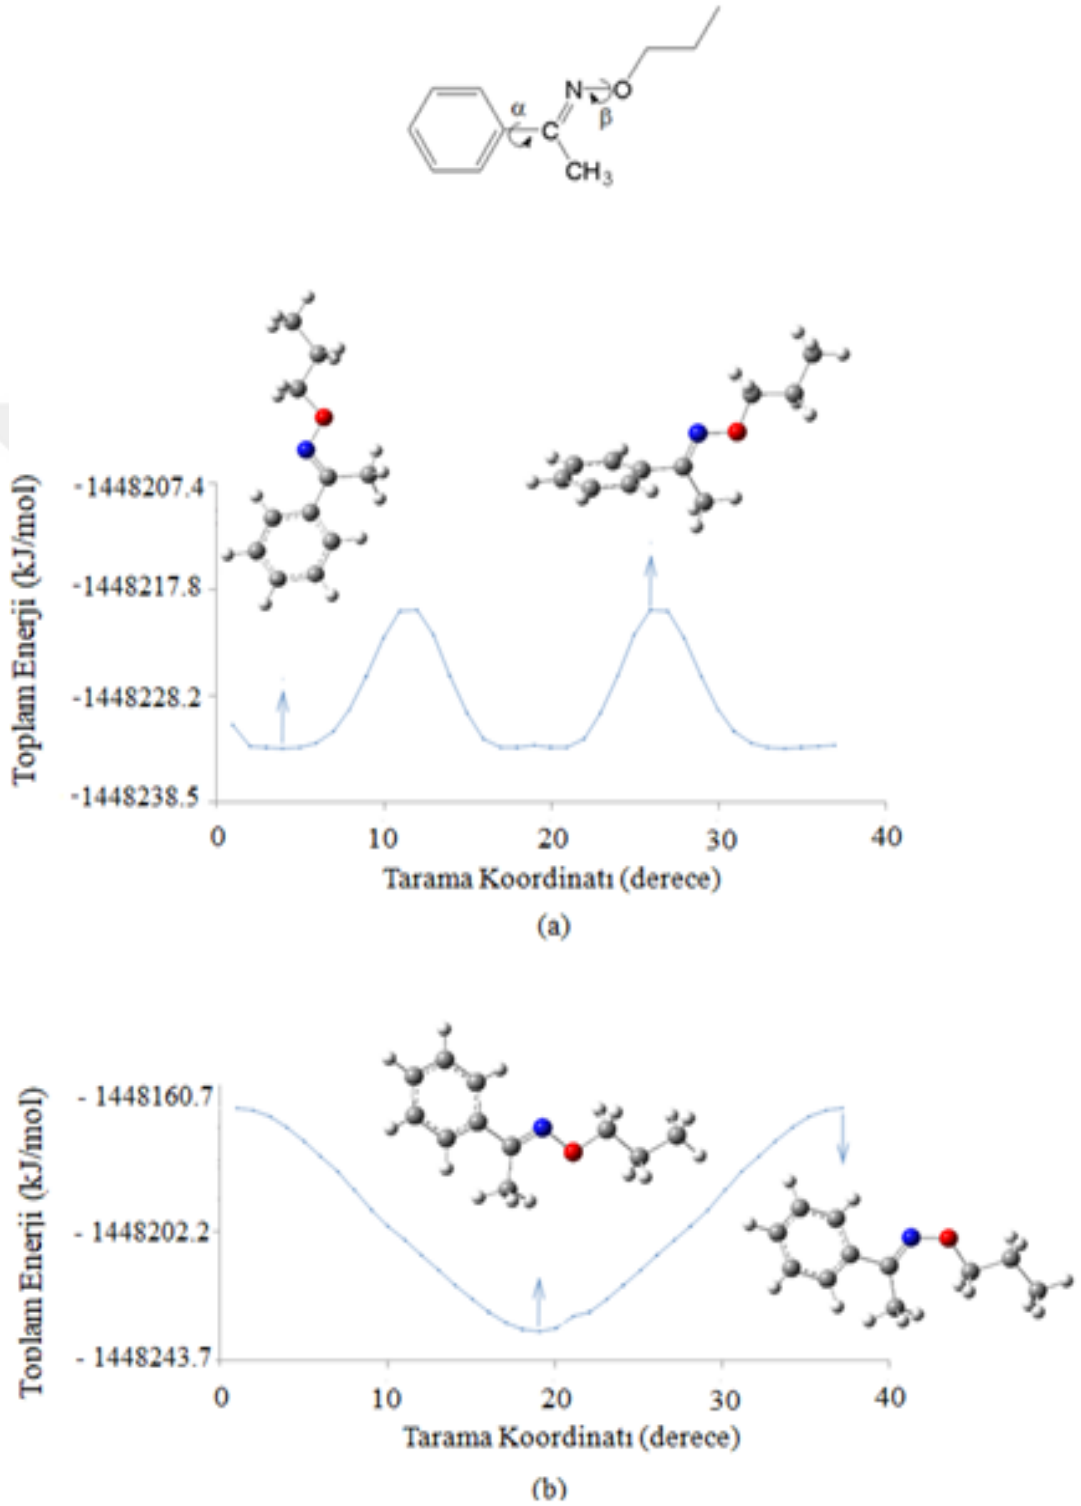 N O
α
β
C
CH3
Toplam Enerji (kJ/mol)
-1448207.4
-1448217.8
-1448228.2
-1448238.5
0 10 20 30 40
Tarama Koordinatı (derece)
(a)
Toplam Enerji (kJ/mol)
- 1448160.7
- 1448202.2
- 1448243.7
0 10 20 30 40
Tarama Koordinatı (derece)
(b)